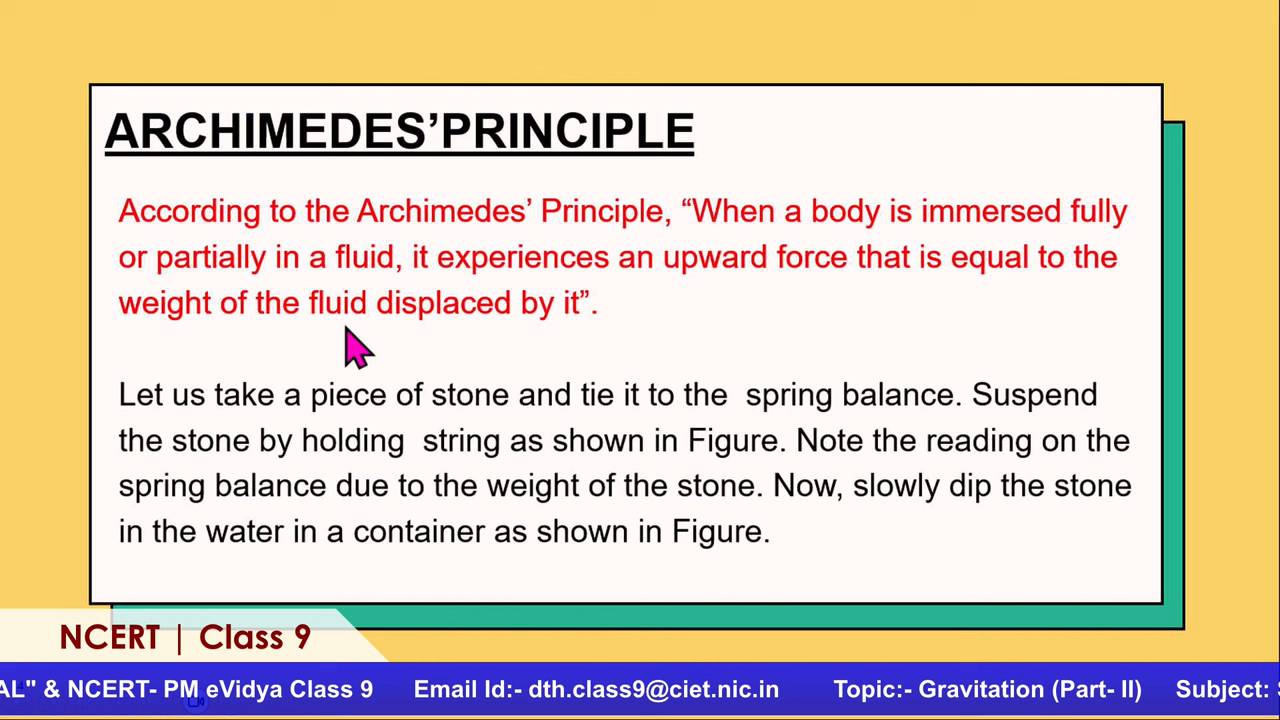 ARCHIMEDES’PRINCIPLE
According to the Archimedes’ Principle, “When a body is immersed fully
or partially in a fluid, it experiences an upward force that is equal to the
weight of the fluid displaced by it”.
Let us take a piece of stone and tie it to the  spring balance. Suspend
the stone by holding  string as shown in Figure. Note the reading on the
spring balance due to the weight of the stone. Now, slowly dip the stone
in the water in a container as shown in Figure.
NCERT | Class 9
AL" & NCERT- PM eVidya Class 9 Email Id:- dth.class9@ciet.nic.in Topic:- Gravitation (Part- II) Subject: